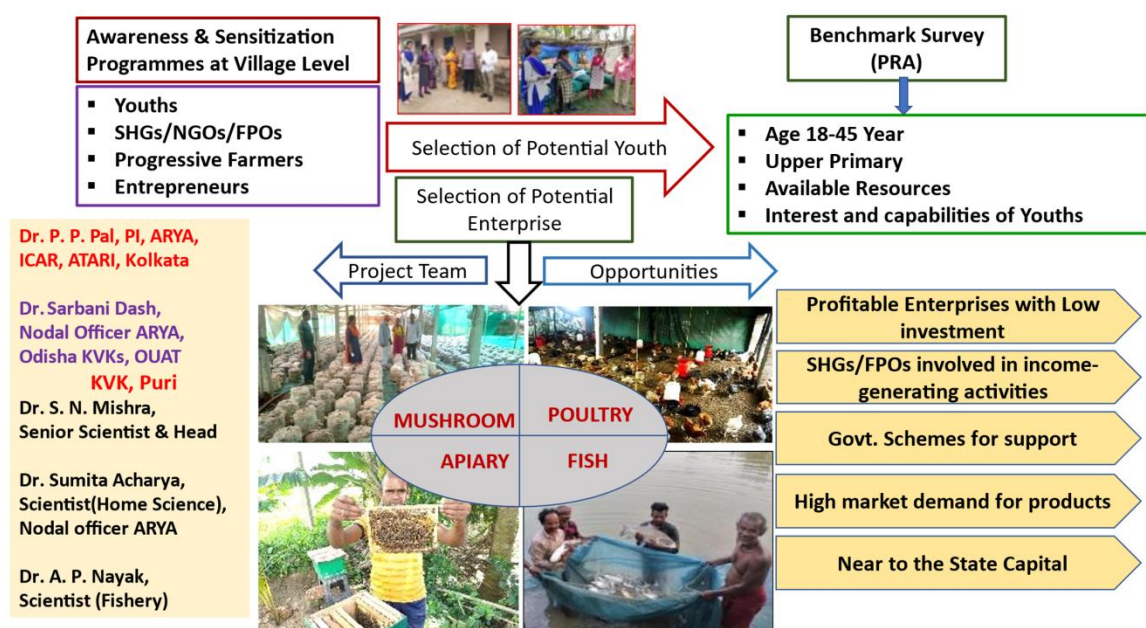 Awareness & Sensitization
Programmes at Village Level
▪ Youths
▪ SHGs/NGOs/FPOs
▪ Progressive Farmers
▪ Entrepreneurs
Selection of Potential Youth
Benchmark Survey
(PRA)
▪ Age 18-45 Year
▪ Upper Primary
▪ Available Resources
▪ Interest and capabilities of Youths
Selection of Potential
Enterprise
Project Team
Opportunities
Dr. P. P. Pal, PI, ARYA,
ICAR, ATARI, Kolkata
Dr. Sarbani Dash,
Nodal Officer ARYA,
Odisha KVKs, OUAT
KVK, Puri
Dr. S. N. Mishra,
Senior Scientist & Head
Dr. Sumita Acharya,
Scientist(Home Science),
Nodal officer ARYA
Dr. A. P. Nayak,
Scientist (Fishery)
MUSHROOM
POULTRY
APIARY
FISH
Profitable Enterprises with Low
investment
SHGs/FPOs involved in income-
generating activities
Govt. Schemes for support
High market demand for products
Near to the State Capital